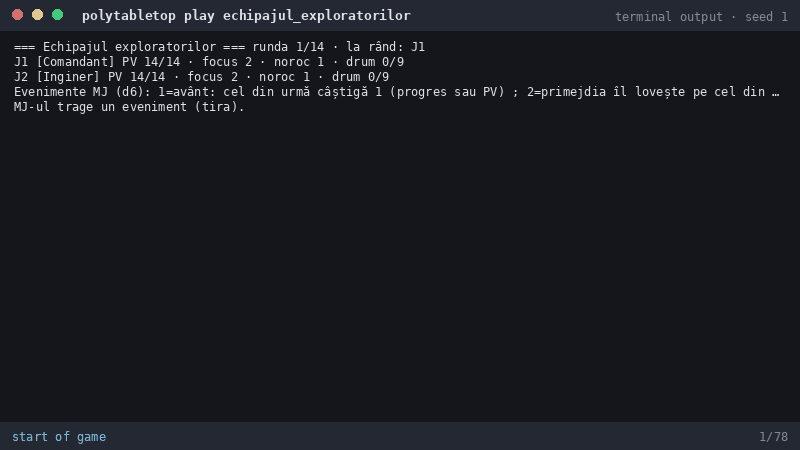 polytabletop play echipajul_exploratorilor
terminal output · seed 1
=== Echipajul exploratorilor === runda 1/14 · la rând: J1
J1 [Comandant] PV 14/14 · focus 2 · noroc 1 · drum 0/9
J2 [Inginer] PV 14/14 · focus 2 · noroc 1 · drum 0/9
Evenimente MJ (d6): 1=avânt: cel din urmă câștigă 1 (progres sau PV) ; 2=primejdia îl lovește pe cel din …
MJ-ul trage un eveniment (tira).
start of game
1/78